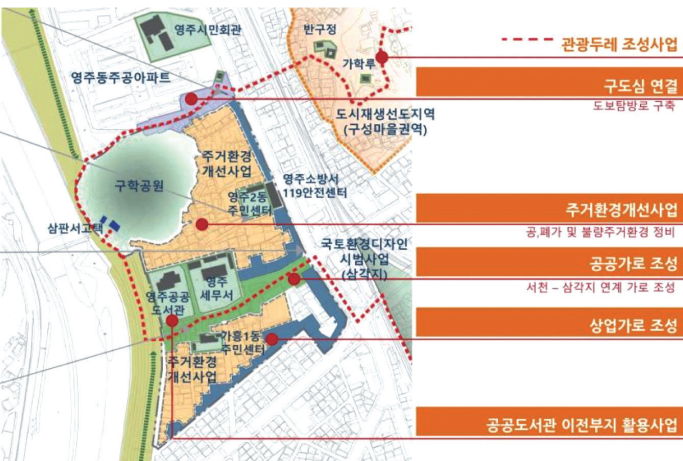 영주시민회관
반구정
가학루
관광두레 조성사업
영주동주공아파트
구도심 연결
도보탐방로 구축
도시재생선도지역
(구성마을권역)
주거환경
개선사업
구학공원
영주소방서
119안전센터
영주2동
주민센터
주거환경개선사업
공,폐가 및 불량주거환경 정비
삼판서고택
국토환경디자인
시범사업
(삼각지)
공공가로 조성
서천 – 삼각지 연계 가로 조성
영주
세무서
영주공공
도서관
상업가로 조성
가흥1동
주민센터
주거환경
개선사업
공공도서관 이전부지 활용사업